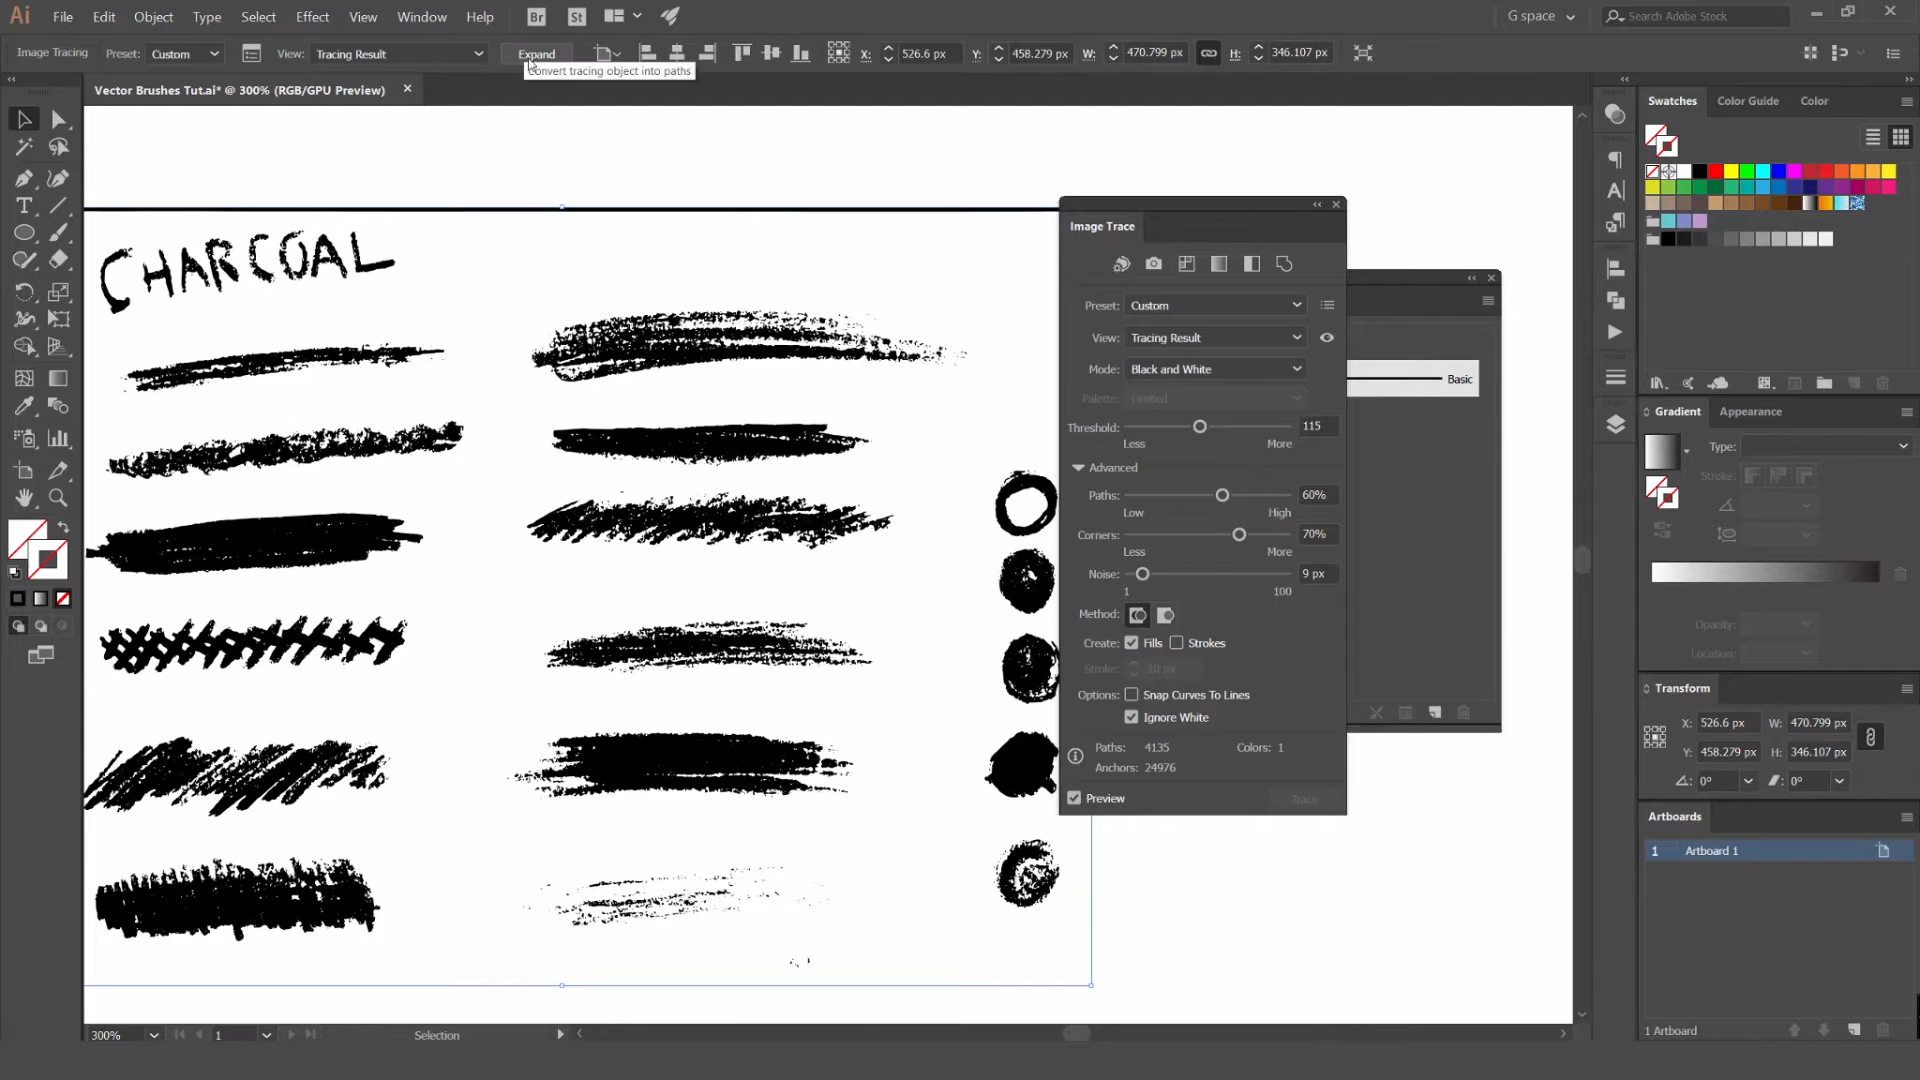 Ai File Edit Object Type Select Effect View Window Help Br St G space Search Adobe Stock
Image Tracing Preset: Custom View: Tracing Result Expand X: 526.6 px Y: 458.279 px W: 470.799 px H: 346.107 px
Convert tracing object into paths
Vector Brushes Tut.ai* @ 300% (RGB/GPU Preview)
CHARCOAL
Image Trace
Preset: Custom
View: Tracing Result
Mode: Black and White
Palette: Limited
Threshold: 115
Less More
Advanced
Paths: 60%
Low High
Corners: 70%
Less More
Noise: 9 px
1 100
Method:
Create: Fills Strokes
Stroke: 10 px
Options: Snap Curves To Lines
Ignore White
Paths: 4135 Colors: 1
Anchors: 24976
Preview Trace
Basic
Swatches Color Guide Color
Gradient Appearance
Type:
Stroke:
Opacity:
Location:
Transform
X: 526.6 px W: 470.799 px
Y: 458.279 px H: 346.107 px
0° 0°
Artboards
1 Artboard 1
1 Artboard
300% 1 Selection